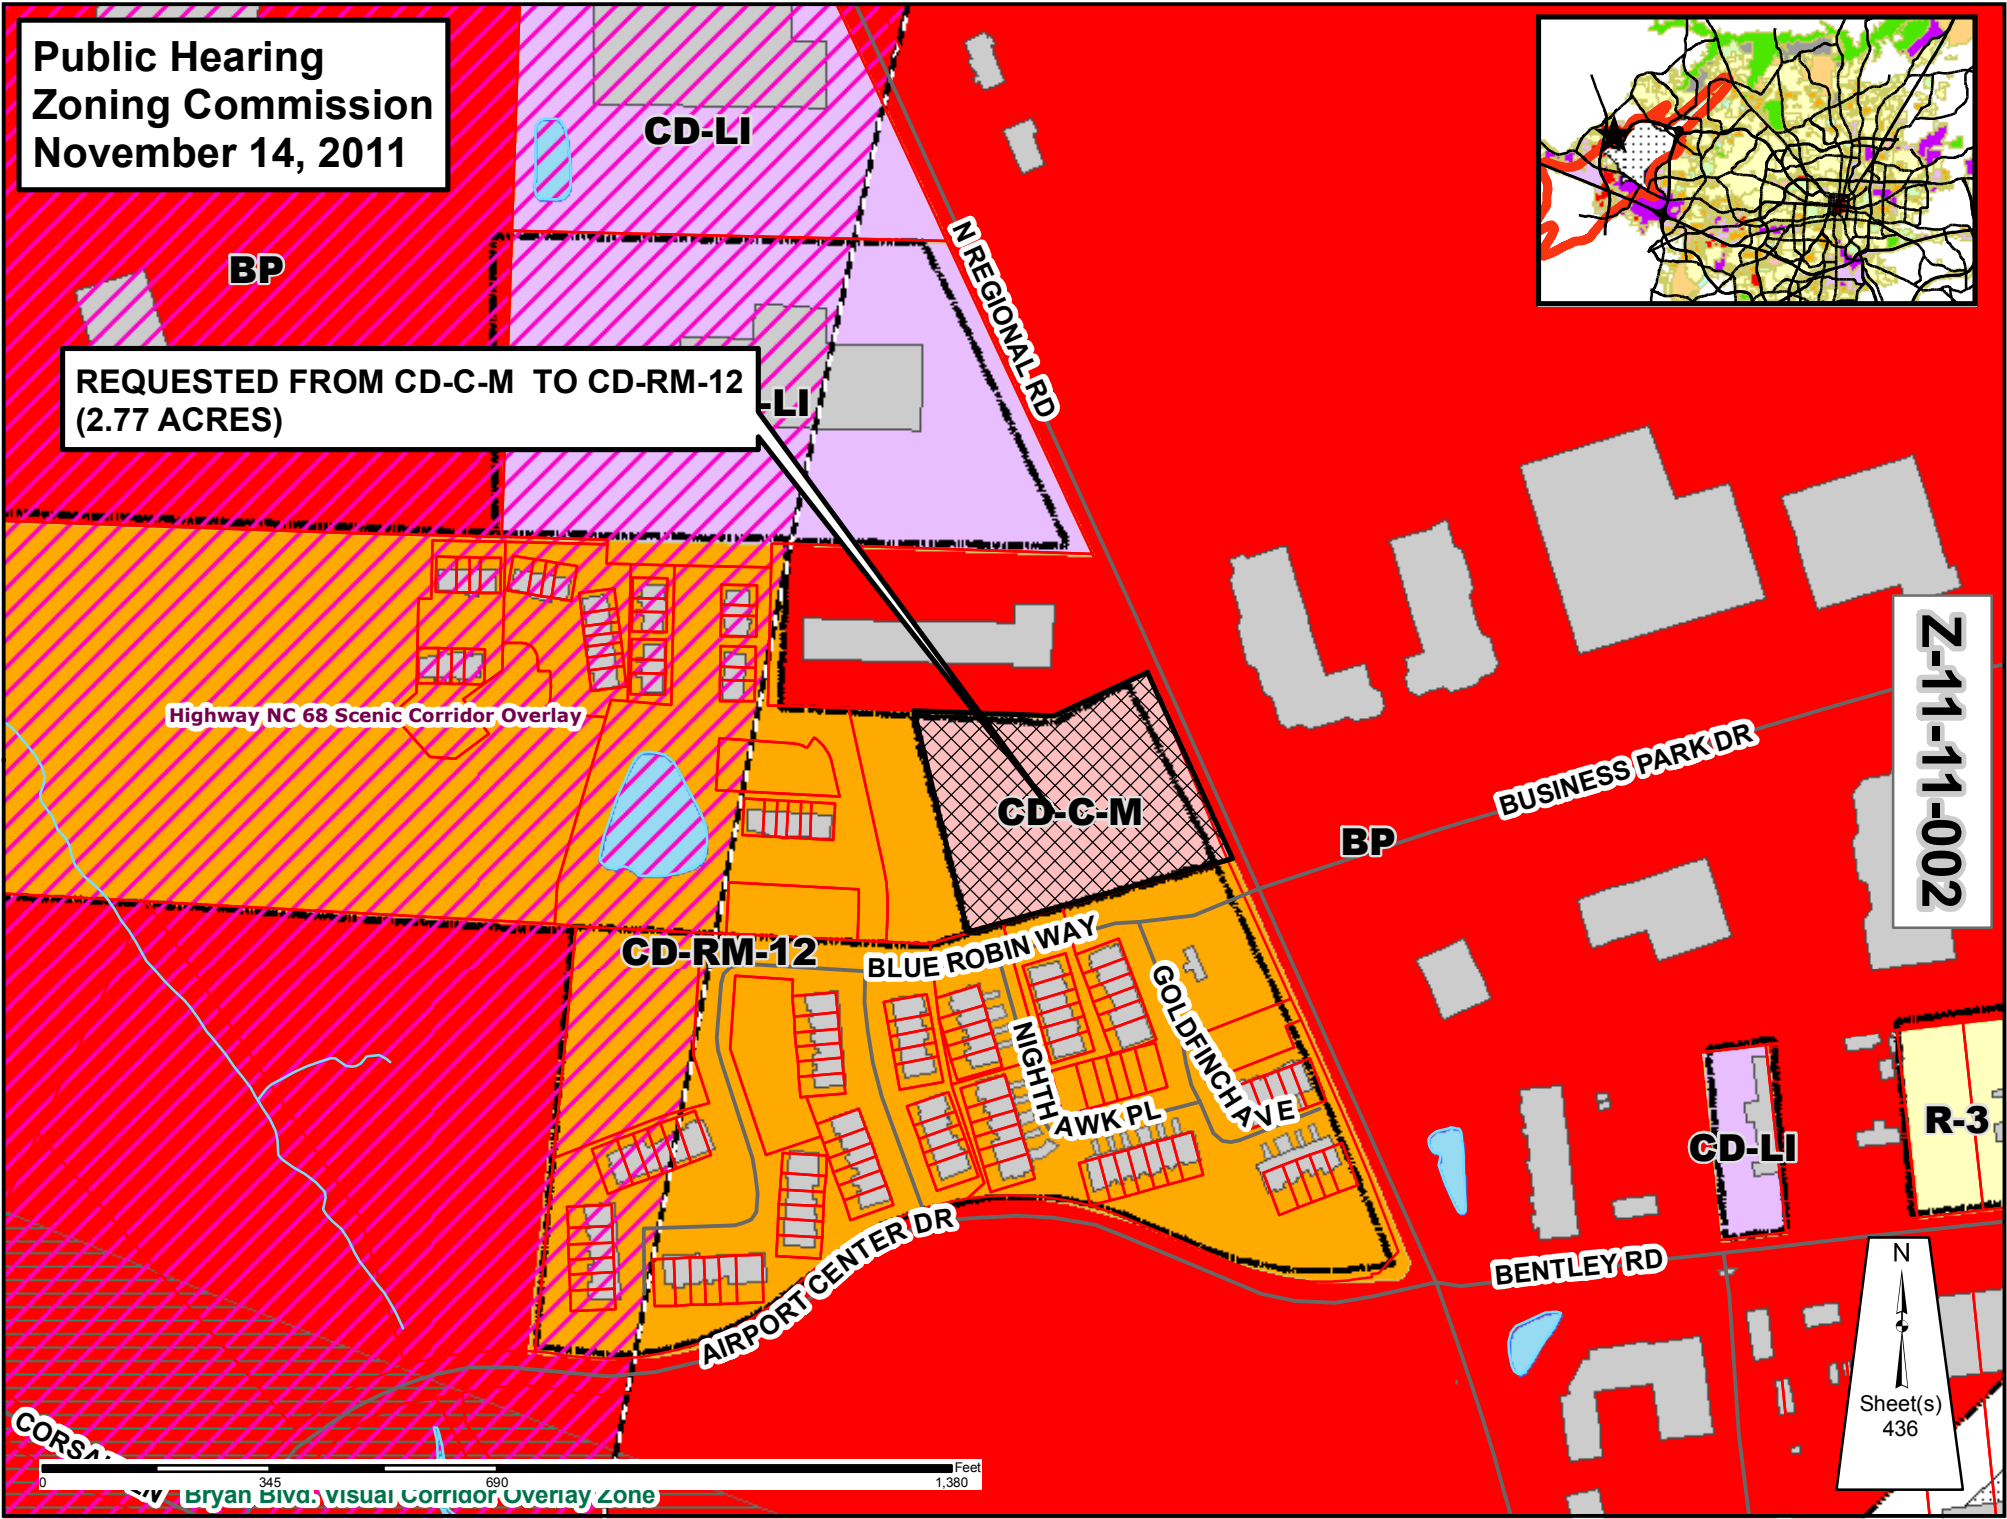 Public Hearing
Zoning Commission
November 14, 2011
CD-LI
BP
N REGIONAL RD
REQUESTED FROM CD-C-M TO CD-RM-12
(2.77 ACRES)
-LI
Z-11-11-002
Highway NC 68 Scenic Corridor Overlay
BUSINESS PARK DR
CD-C-M
BP
CD-RM-12
BLUE ROBIN WAY
GOLDFINCH AVE
NIGHTHAWK PL
CD-LI
R-3
AIRPORT CENTER DR
BENTLEY RD
N
Sheet(s)
436
Feet
0 345 690 1,380
Bryan Blvd. Visual Corridor Overlay Zone